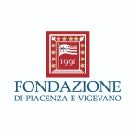 1991
FONDAZIONE
DI PIACENZA E VIGEVANO